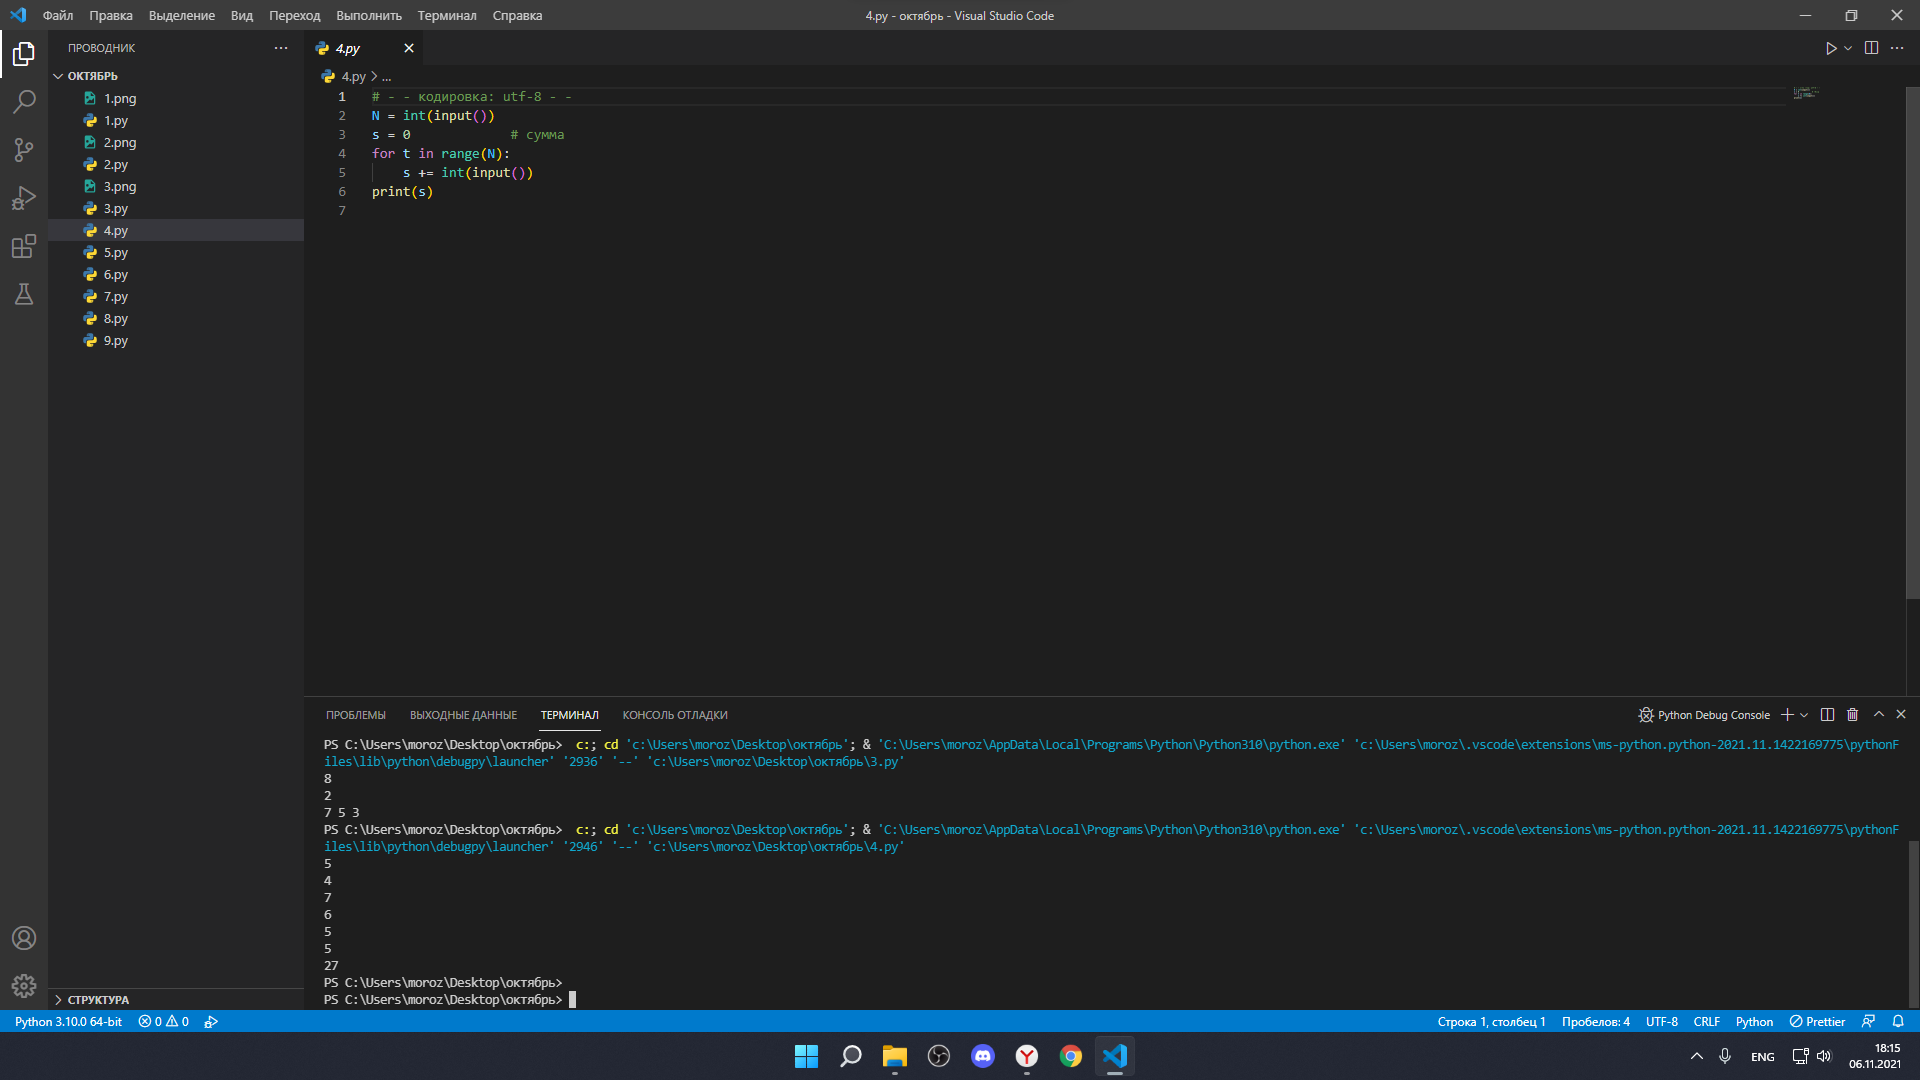 Файл Правка Выделение Вид Переход Выполнить Терминал Справка
4.py - октябрь - Visual Studio Code
ПРОВОДНИК
ОКТЯБРЬ
1.png
1.py
2.png
2.py
3.png
3.py
4.py
5.py
6.py
7.py
8.py
9.py
СТРУКТУРА
4.py
4.py > ...
1 # - - кодировка: utf-8 - -
2 N = int(input())
3 s = 0 # сумма
4 for t in range(N):
5 s += int(input())
6 print(s)
7
ПРОБЛЕМЫ ВЫХОДНЫЕ ДАННЫЕ ТЕРМИНАЛ КОНСОЛЬ ОТЛАДКИ
Python Debug Console
PS C:\Users\moroz\Desktop\октябрь> c:; cd 'c:\Users\moroz\Desktop\октябрь'; & 'C:\Users\moroz\AppData\Local\Programs\Python\Python310\python.exe' 'c:\Users\moroz\.vscode\extensions\ms-python.python-2021.11.1422169775\pythonF
iles\lib\python\debugpy\launcher' '2936' '--' 'c:\Users\moroz\Desktop\октябрь\3.py'
8
2
7 5 3
PS C:\Users\moroz\Desktop\октябрь> c:; cd 'c:\Users\moroz\Desktop\октябрь'; & 'C:\Users\moroz\AppData\Local\Programs\Python\Python310\python.exe' 'c:\Users\moroz\.vscode\extensions\ms-python.python-2021.11.1422169775\pythonF
iles\lib\python\debugpy\launcher' '2946' '--' 'c:\Users\moroz\Desktop\октябрь\4.py'
5
4
7
6
5
5
27
PS C:\Users\moroz\Desktop\октябрь>
PS C:\Users\moroz\Desktop\октябрь>
Python 3.10.0 64-bit 0 0
Строка 1, столбец 1 Пробелов: 4 UTF-8 CRLF Python Prettier
ENG
18:15
06.11.2021